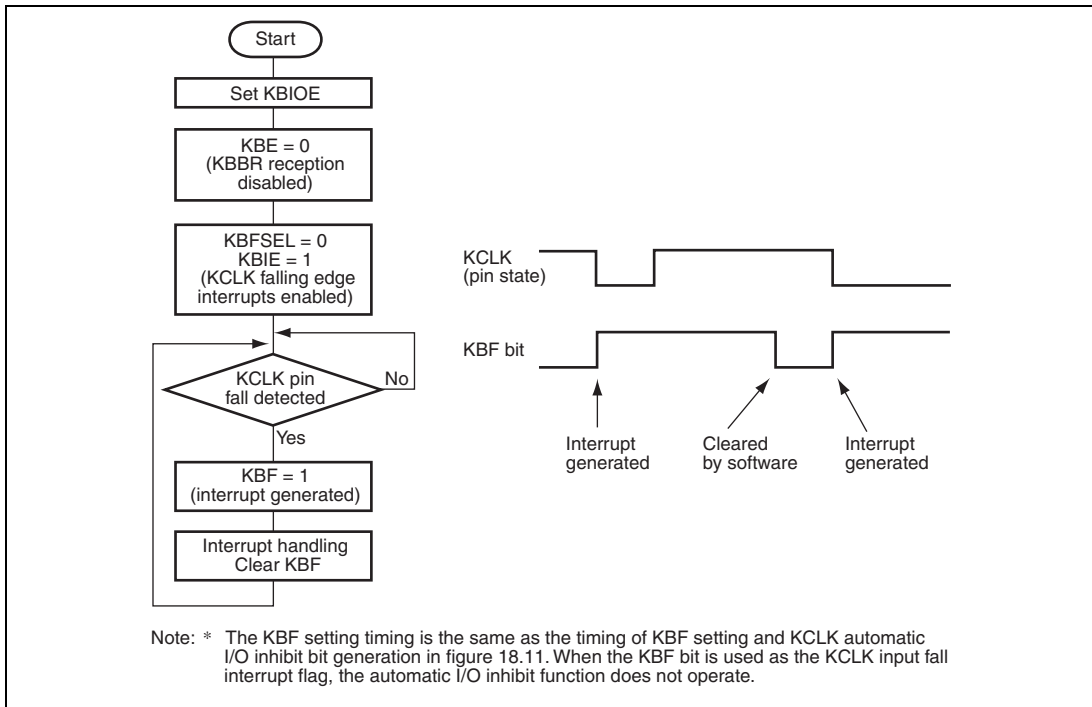 Start
Set KBIOE
KBE = 0
(KBBR reception
disabled)
KBFSEL = 0
KBIE = 1
(KCLK falling edge
interrupts enabled)
KCLK pin
fall detected
No
Yes
KBF = 1
(interrupt generated)
Interrupt handling
Clear KBF
KCLK
(pin state)
KBF bit
Interrupt
generated
Cleared
by software
Interrupt
generated
Note: * The KBF setting timing is the same as the timing of KBF setting and KCLK automatic
I/O inhibit bit generation in figure 18.11. When the KBF bit is used as the KCLK input fall
interrupt flag, the automatic I/O inhibit function does not operate.